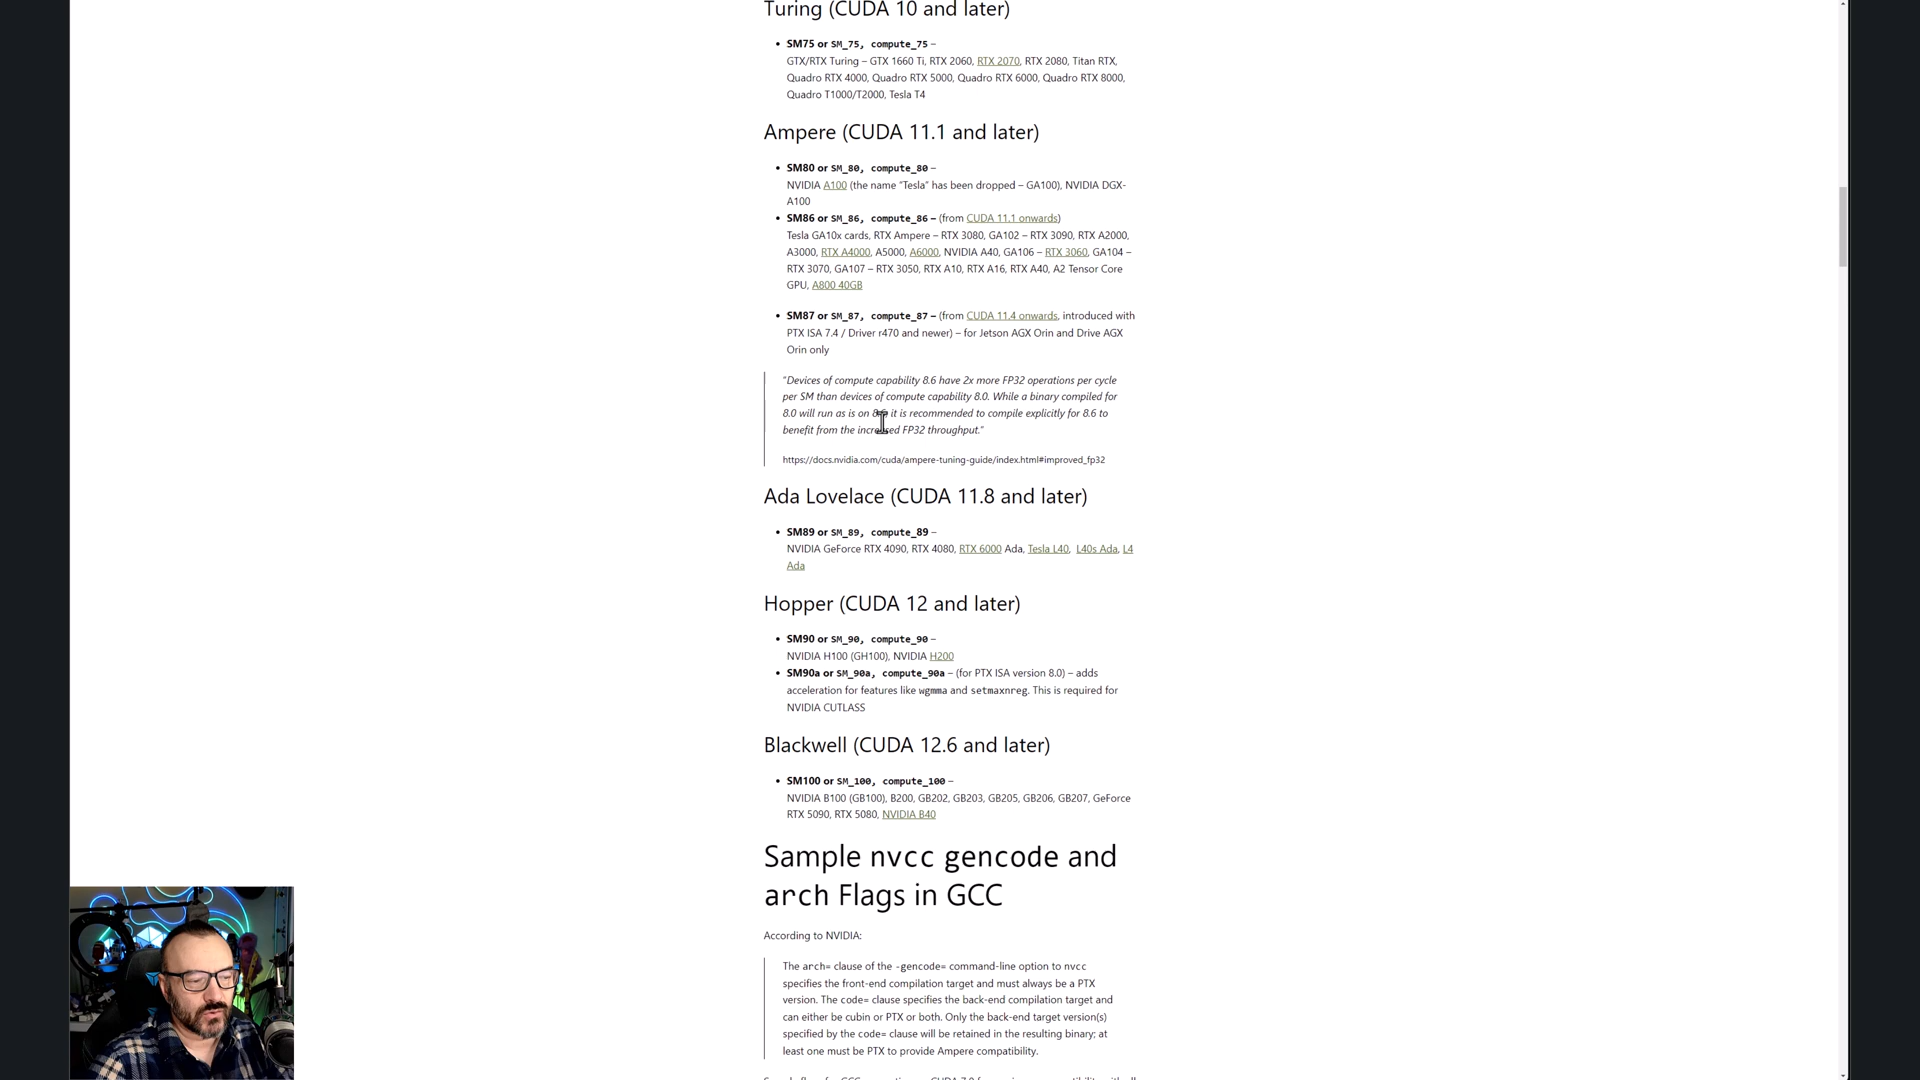 Turing (CUDA 10 and later)
• SM75 or SM_75, compute_75 –
GTX/RTX Turing – GTX 1660 Ti, RTX 2060, RTX 2070, RTX 2080, Titan RTX,
Quadro RTX 4000, Quadro RTX 5000, Quadro RTX 6000, Quadro RTX 8000,
Quadro T1000/T2000, Tesla T4
Ampere (CUDA 11.1 and later)
• SM80 or SM_80, compute_80 –
NVIDIA A100 (the name “Tesla” has been dropped – GA100), NVIDIA DGX-
A100
• SM86 or SM_86, compute_86 – (from CUDA 11.1 onwards)
Tesla GA10x cards, RTX Ampere – RTX 3080, GA102 – RTX 3090, RTX A2000,
A3000, RTX A4000, A5000, A6000, NVIDIA A40, GA106 – RTX 3060, GA104 –
RTX 3070, GA107 – RTX 3050, RTX A10, RTX A16, RTX A40, A2 Tensor Core
GPU, A800 40GB
• SM87 or SM_87, compute_87 – (from CUDA 11.4 onwards, introduced with
PTX ISA 7.4 / Driver r470 and newer) – for Jetson AGX Orin and Drive AGX
Orin only
“Devices of compute capability 8.6 have 2x more FP32 operations per cycle
per SM than devices of compute capability 8.0. While a binary compiled for
8.0 will run as is on it is recommended to compile explicitly for 8.6 to
benefit from the increased FP32 throughput.”
https://docs.nvidia.com/cuda/ampere-tuning-guide/index.html#improved_fp32
Ada Lovelace (CUDA 11.8 and later)
• SM89 or SM_89, compute_89 –
NVIDIA GeForce RTX 4090, RTX 4080, RTX 6000 Ada, Tesla L40, L40s Ada, L4
Ada
Hopper (CUDA 12 and later)
• SM90 or SM_90, compute_90 –
NVIDIA H100 (GH100), NVIDIA H200
• SM90a or SM_90a, compute_90a – (for PTX ISA version 8.0) – adds
acceleration for features like wgmma and setmaxnreg. This is required for
NVIDIA CUTLASS
Blackwell (CUDA 12.6 and later)
• SM100 or SM_100, compute_100 –
NVIDIA B100 (GB100), B200, GB202, GB203, GB205, GB206, GB207, GeForce
RTX 5090, RTX 5080, NVIDIA B40
Sample nvcc gencode and
arch Flags in GCC
According to NVIDIA:
The arch= clause of the -gencode= command-line option to nvcc
specifies the front-end compilation target and must always be a PTX
version. The code= clause specifies the back-end compilation target and
can either be cubin or PTX or both. Only the back-end target version(s)
specified by the code= clause will be retained in the resulting binary; at
least one must be PTX to provide Ampere compatibility.